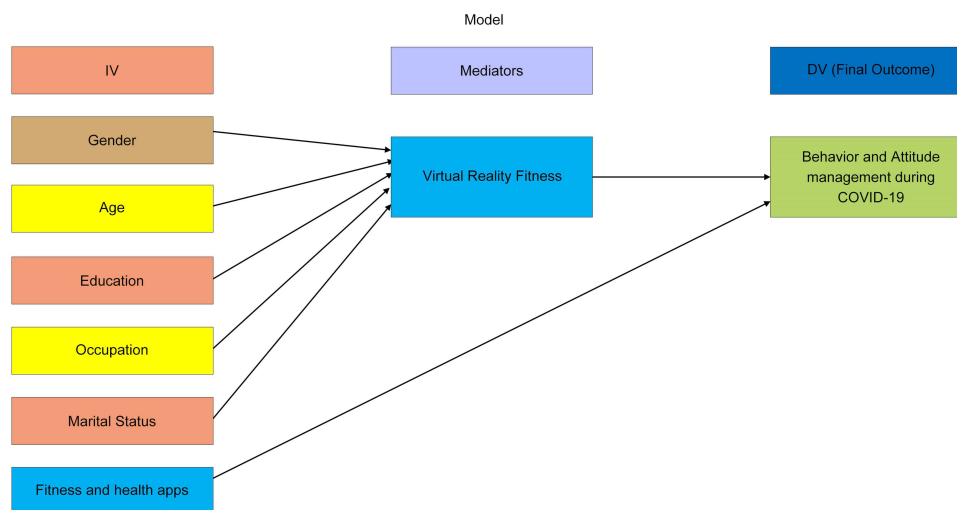 Model
IV
Mediators
DV (Final Outcome)
Gender
Age
Education
Occupation
Marital Status
Fitness and health apps
Virtual Reality Fitness
Behavior and Attitude
management during
COVID-19